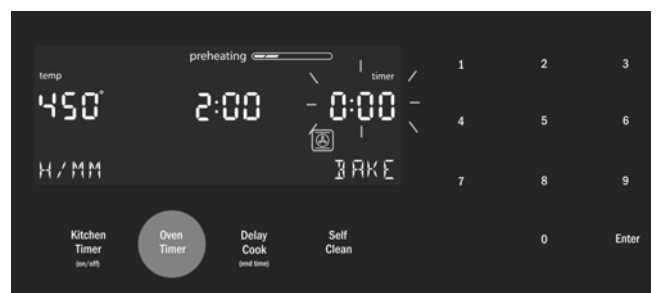 preheating
temp
timer
450°
2:00
0:00
H/MM
BAKE
1 2 3
4 5 6
7 8 9
0 Enter
Kitchen
Timer
(on/off)
Oven
Timer
Delay
Cook
(end time)
Self
Clean